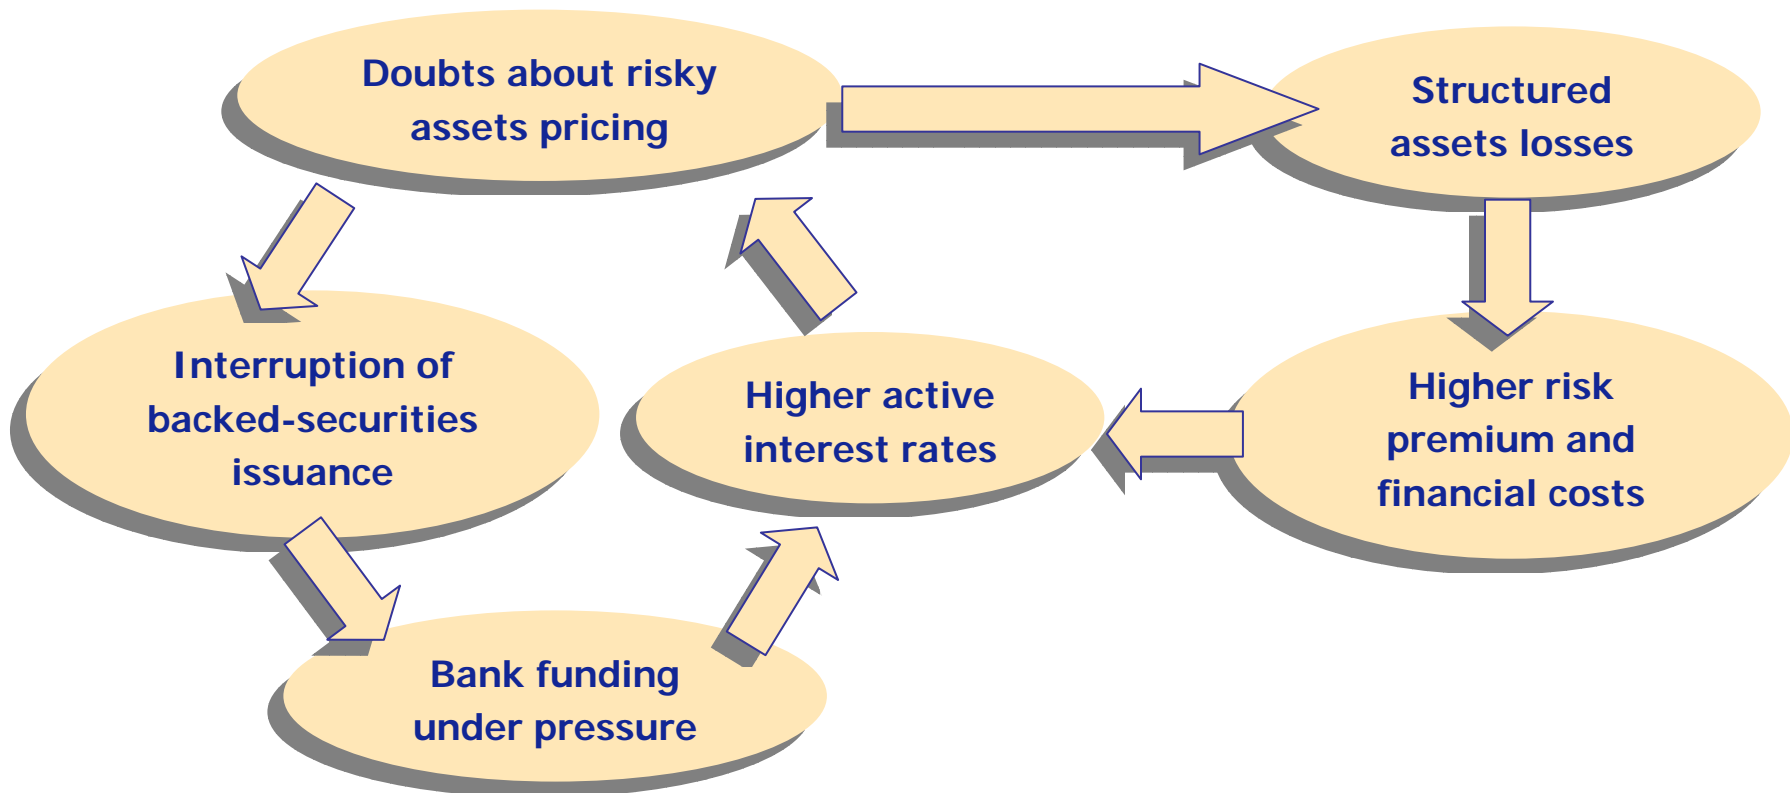 Doubts about risky
assets pricing
Structured
assets losses
Interruption of
backed-securities
issuance
Higher active
interest rates
Higher risk
premium and
financial costs
Bank funding
under pressure